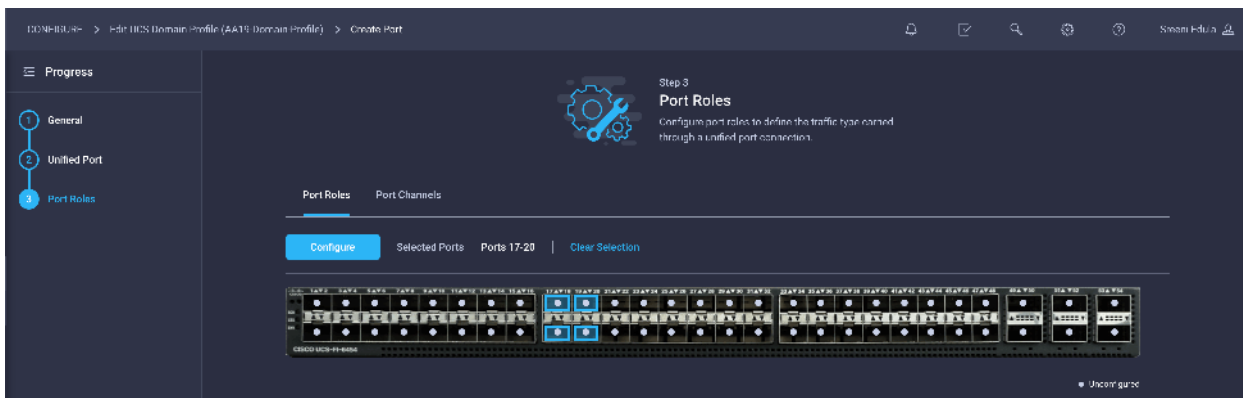 CONFIGURE > Edit UCS Domain Profile (AA19-Domain Profile) > Create Port
Progress
1 General
2 Unified Port
3 Port Roles
Step 3
Port Roles
Configure port roles to define the traffic type carried
through a unified port connection.
Port Roles Port Channels
Configure Selected Ports Ports 17-20 | Clear Selection
CISCO UCS-FI-6454
Unconfigured